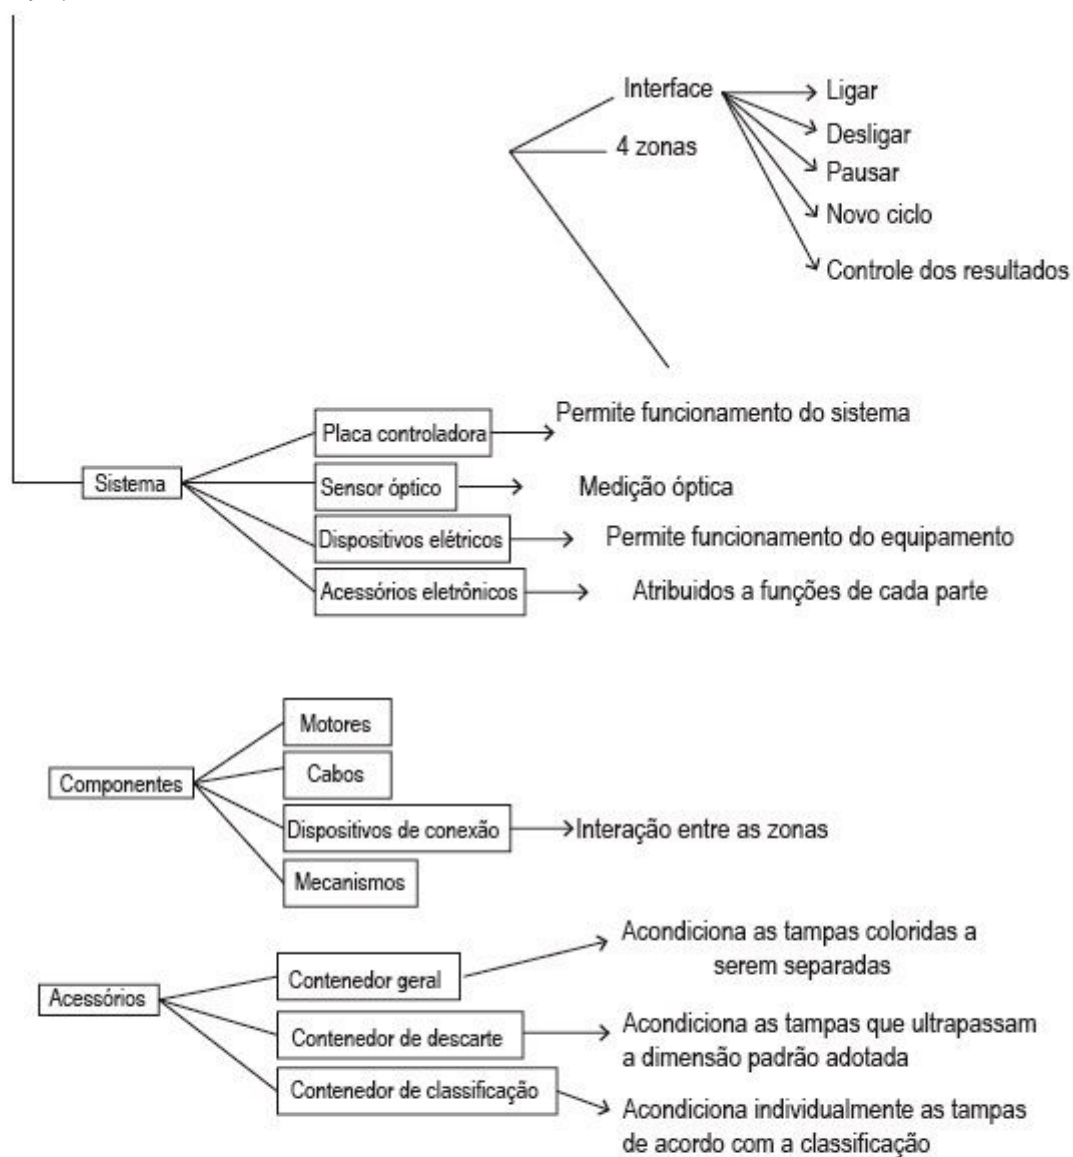 Interface
Ligar
4 zonas
Desligar
Pausar
Novo ciclo
Controle dos resultados
Placa controladora
Permite funcionamento do sistema
Sistema
Sensor óptico
Medição óptica
Dispositivos elétricos
Permite funcionamento do equipamento
Acessórios eletrônicos
Atribuidos a funções de cada parte
Motores
Componentes
Cabos
Dispositivos de conexão
Interação entre as zonas
Mecanismos
Acessórios
Contenedor geral
Acondiciona as tampas coloridas a
serem separadas
Contenedor de descarte
Acondiciona as tampas que ultrapassam
a dimensão padrão adotada
Contenedor de classificação
Acondiciona individualmente as tampas
de acordo com a classificação